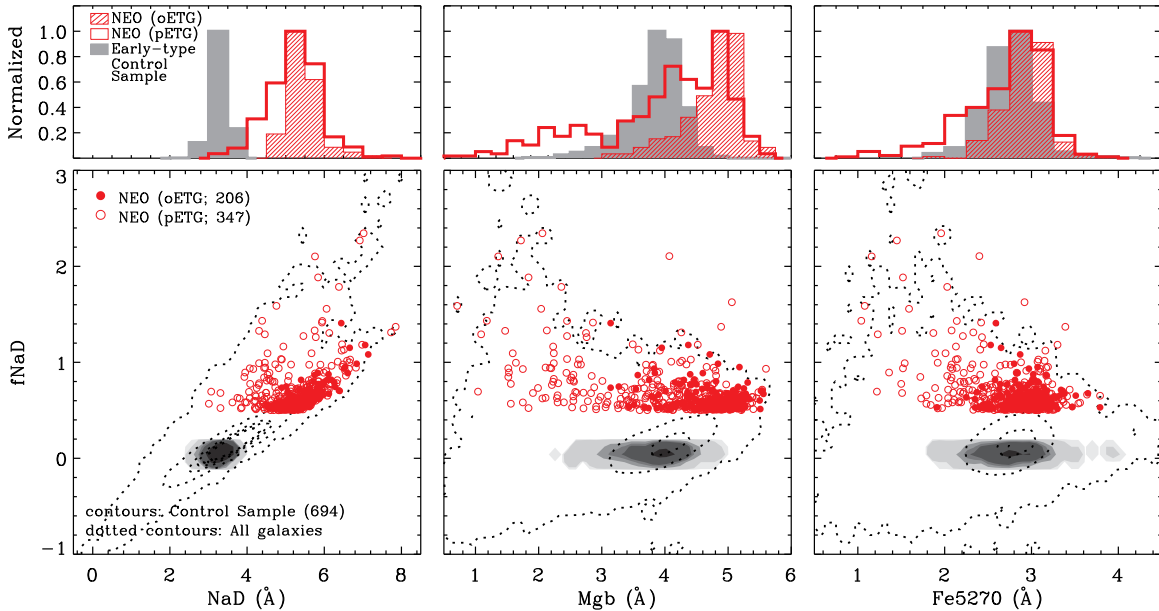 NEO (oETG)
NEO (pETG)
Early-type
Control
Sample
Normalized
1.0
0.8
0.6
0.4
0.2
NEO (oETG; 206)
NEO (pETG; 347)
fNaD
3
2
1
0
-1
contours: Control Sample (694)
dotted contours: All galaxies
0 2 4 6 8
1 2 3 4 5 6
1 2 3 4
NaD (Å)
Mgb (Å)
Fe5270 (Å)